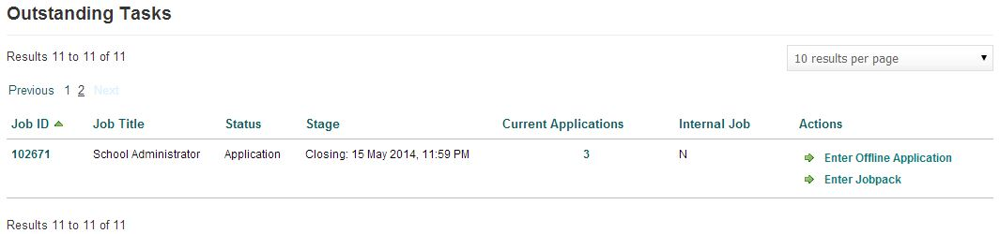 Outstanding Tasks
Results 11 to 11 of 11
10 results per page
Previous 1 2 Next
Job ID Job Title Status Stage Current Applications Internal Job Actions
102671 School Administrator Application Closing: 15 May 2014, 11:59 PM 3 N Enter Offline Application
Enter Jobpack
Results 11 to 11 of 11